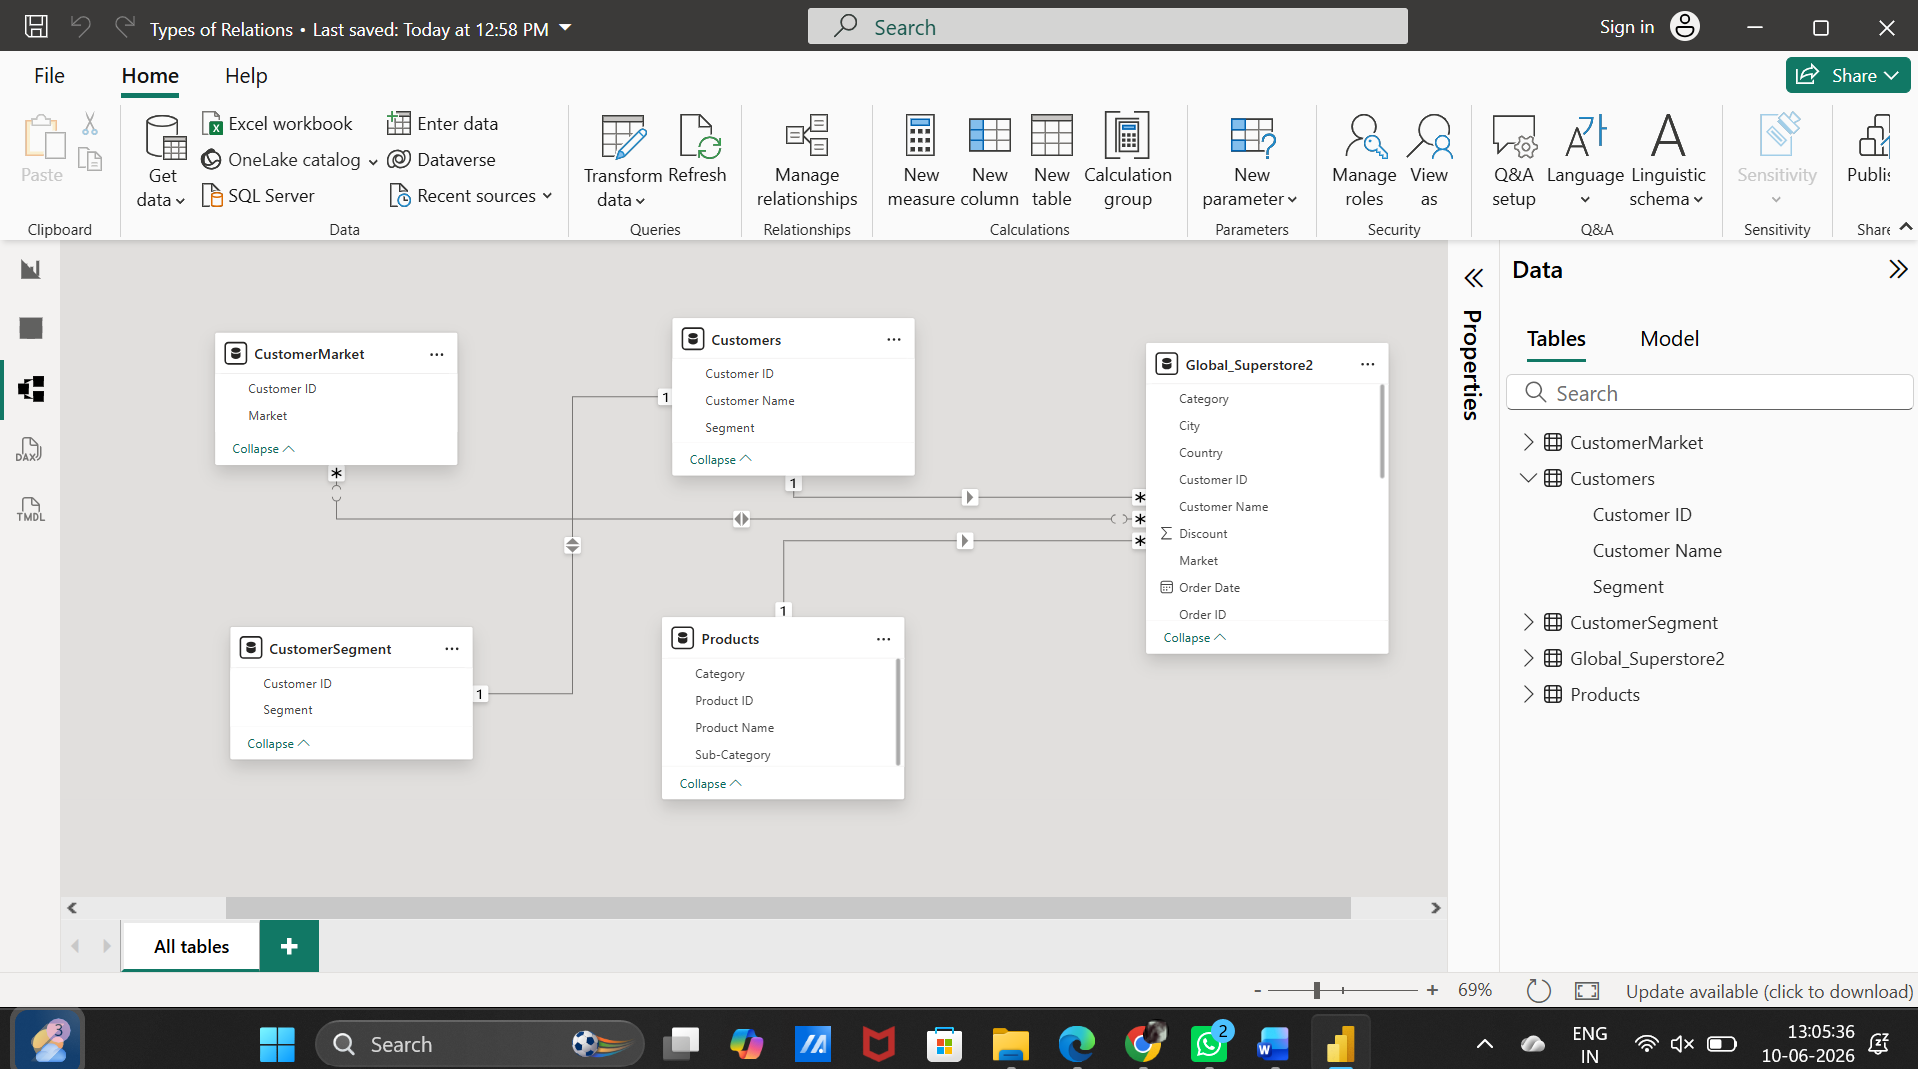 Types of Relations • Last saved: Today at 12:58 PM
Search
Sign in
File
Home
Help
Share
Paste
Clipboard
Get data
Excel workbook
OneLake catalog
SQL Server
Enter data
Dataverse
Recent sources
Data
Transform data
Refresh
Queries
Manage relationships
Relationships
New measure
New column
New table
Calculation group
Calculations
New parameter
Parameters
Manage roles
View as
Security
Q&A setup
Language
Linguistic schema
Q&A
Sensitivity
Sensitivity
Publis
Share
DAX
TMDL
CustomerMarket
Customer ID
Market
Collapse
*
Customers
Customer ID
Customer Name
Segment
Collapse
1
1
Global_Superstore2
Category
City
Country
Customer ID
Customer Name
Σ Discount
Market
Order Date
Order ID
Collapse
*
*
*
CustomerSegment
Customer ID
Segment
Collapse
1
1
Products
Category
Product ID
Product Name
Sub-Category
Collapse
Properties
Data
Tables
Model
Search
CustomerMarket
Customers
Customer ID
Customer Name
Segment
CustomerSegment
Global_Superstore2
Products
All tables
+
- + 69%
Update available (click to download)
3
Search
2
ENG
IN
13:05:36
10-06-2026